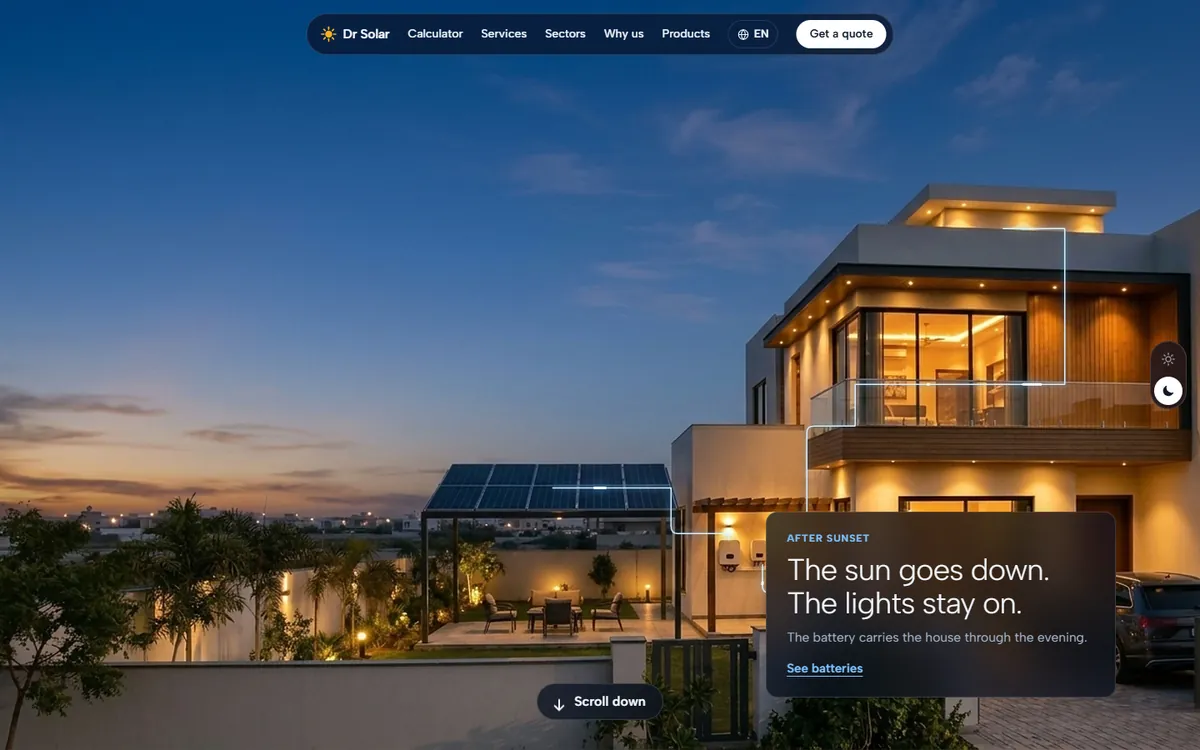 Dr Solar
Calculator
Services
Sectors
Why us
Products
EN
Get a quote
AFTER SUNSET
The sun goes down.
The lights stay on.
The battery carries the house through the evening.
See batteries
Scroll down